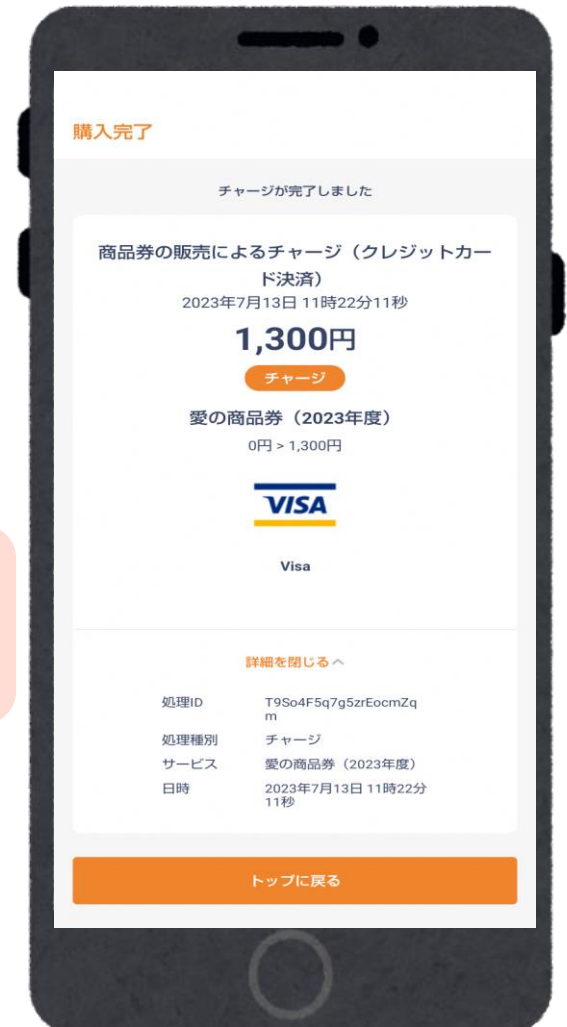 購入完了
チャージが完了しました
商品券の販売によるチャージ（クレジットカー
ド決済）
2023年7月13日 11時22分11秒
1,300円
チャージ
愛の商品券（2023年度）
0円 > 1,300円
VISA
Visa
詳細を閉じる
処理ID T9So4F5q7g5zrEocmZq
m
処理種別 チャージ
サービス 愛の商品券（2023年度）
日時 2023年7月13日 11時22分
11秒
トップに戻る